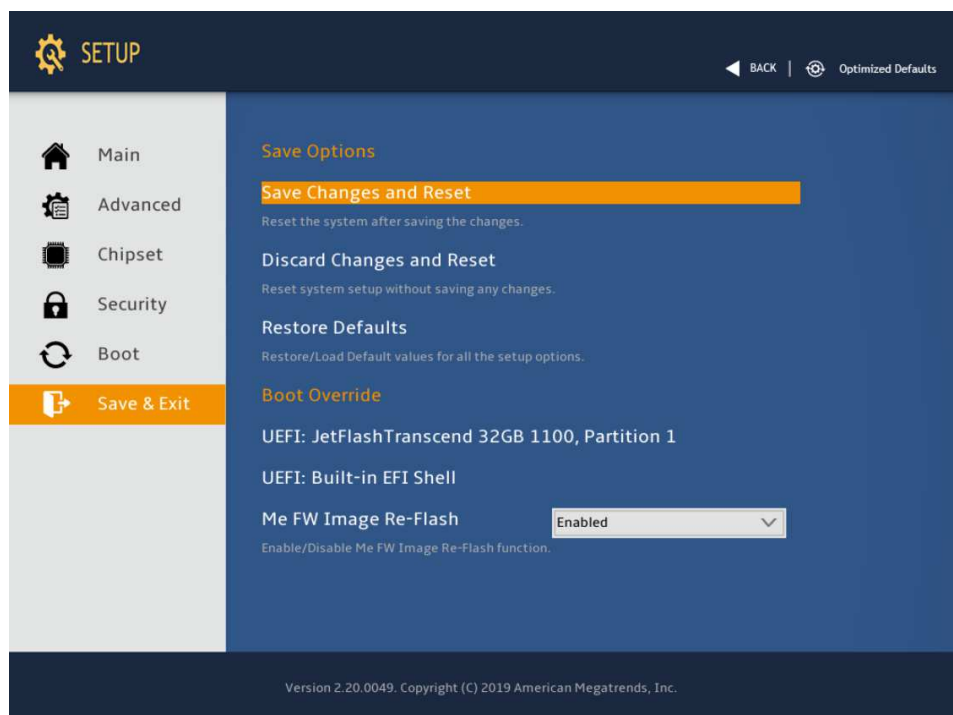 SETUP
BACK | Optimized Defaults
Main
Advanced
Chipset
Security
Boot
Save & Exit
Save Options
Save Changes and Reset
Reset the system after saving the changes.
Discard Changes and Reset
Reset system setup without saving any changes.
Restore Defaults
Restore/Load Default values for all the setup options.
Boot Override
UEFI: JetFlashTranscend 32GB 1100, Partition 1
UEFI: Built-in EFI Shell
Me FW Image Re-Flash Enabled
Enable/Disable Me FW Image Re-Flash function.
Version 2.20.0049. Copyright (C) 2019 American Megatrends, Inc.